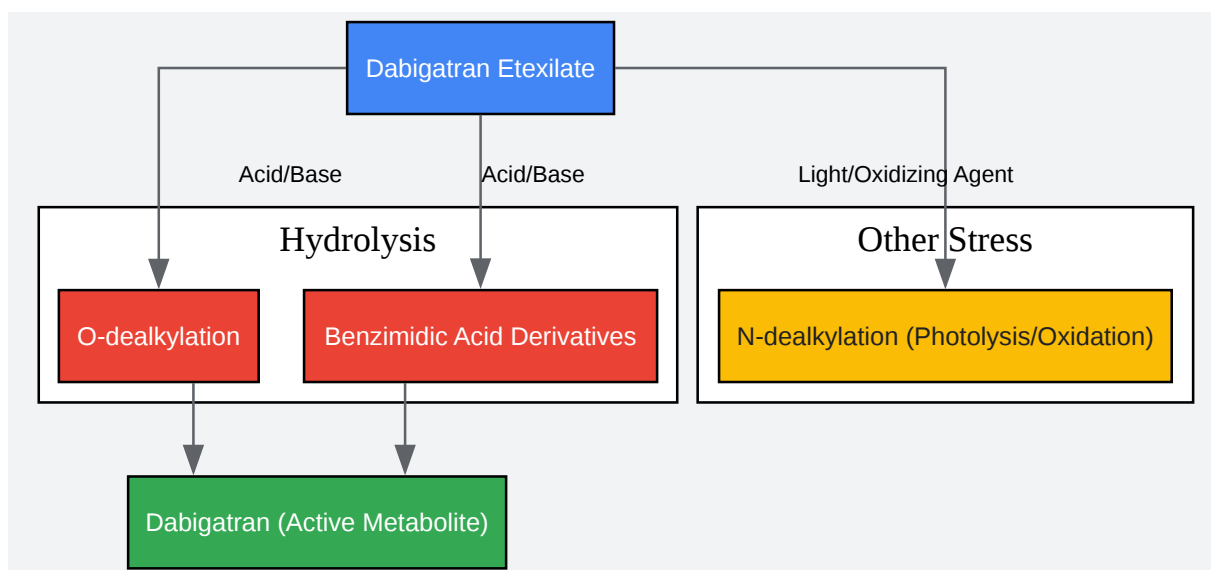 Dabigatran Etexilate
Acid/Base
Acid/Base
Light/Oxidizing Agent
Hydrolysis
Other Stress
O-dealkylation
Benzimidic Acid Derivatives
N-dealkylation (Photolysis/Oxidation)
Dabigatran (Active Metabolite)